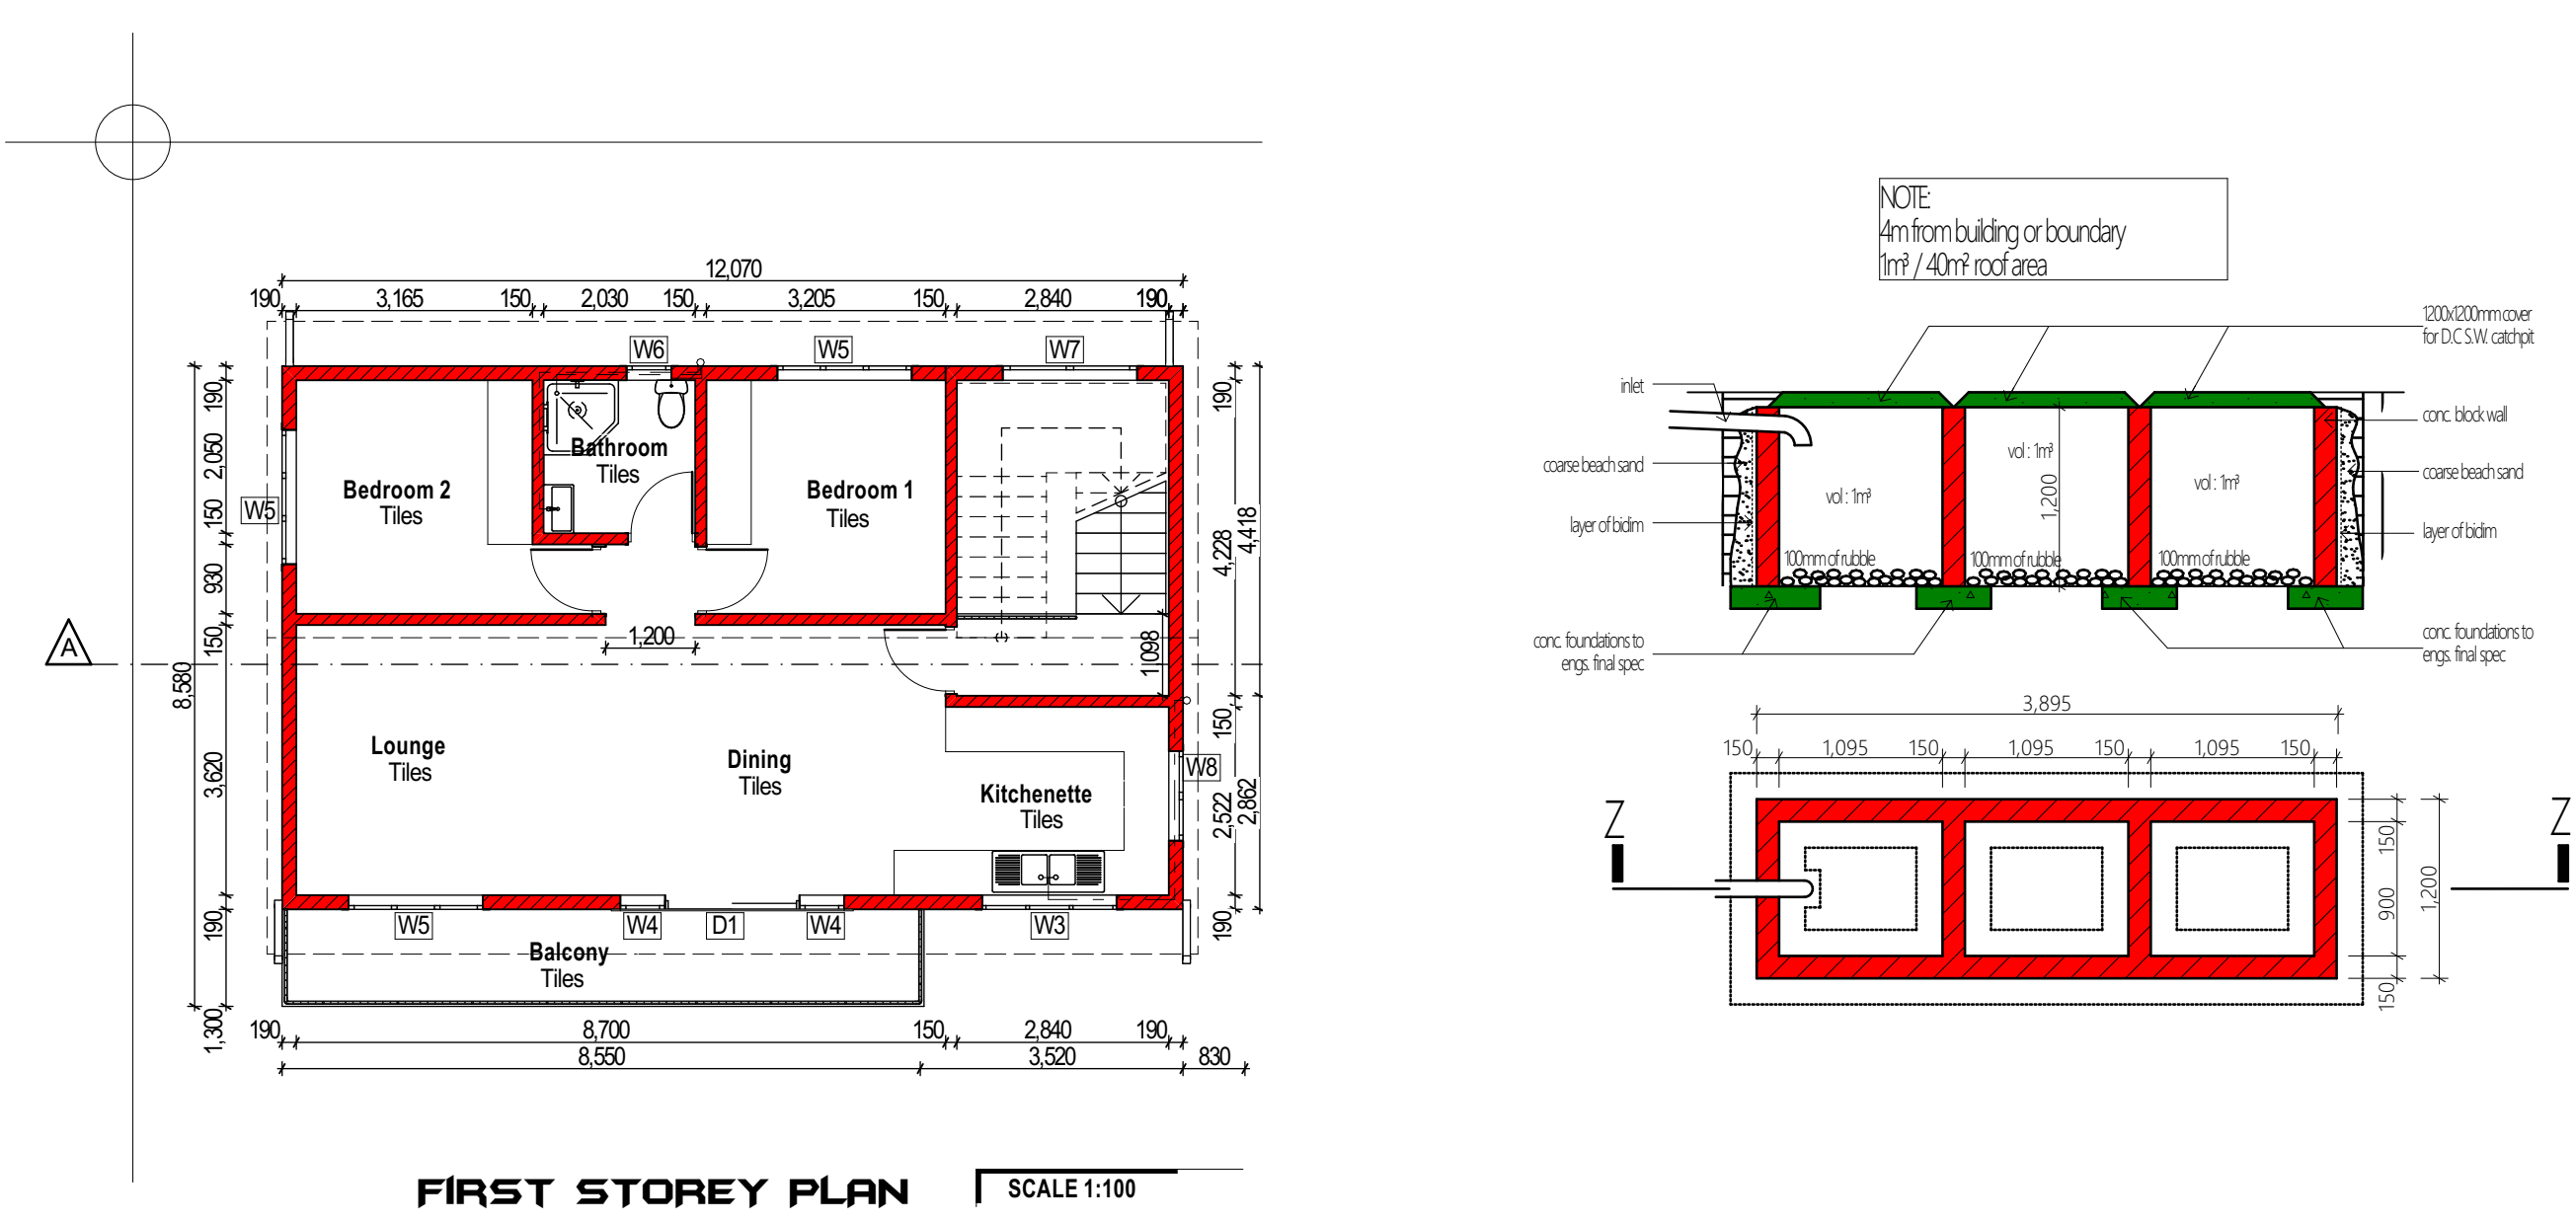 12,070
190 3,165 150 2,030 150 3,205 150 2,840 190
W6 W5 W7
190
2,050
150
930
150
3,620
190
1,300
8,580
W5
A
Bedroom 2
Tiles
Bathroom
Tiles
Bedroom 1
Tiles
1,200
1,098
190
4,228
4,418
150
2,522
2,862
190
Lounge
Tiles
Dining
Tiles
Kitchenette
Tiles
W8
W5 W4 D1 W4 W3
Balcony
Tiles
190 8,700 150 2,840 190
8,550 3,520 830
FIRST STOREY PLAN
SCALE 1:100
NOTE:
4m from building or boundary
1m³ / 40m² roof area
1200x1200mm cover
for D.C S.W. catchpit
inlet
conc. block wall
coarse beach sand
coarse beach sand
layer of bidim
layer of bidim
vol : 1m³
vol : 1m³
vol : 1m³
1,200
100mm of rubble
100mm of rubble
100mm of rubble
conc. foundations to
engs. final spec
conc. foundations to
engs. final spec
3,895
150 1,095 150 1,095 150 1,095 150
Z Z
150
900
150
1,200